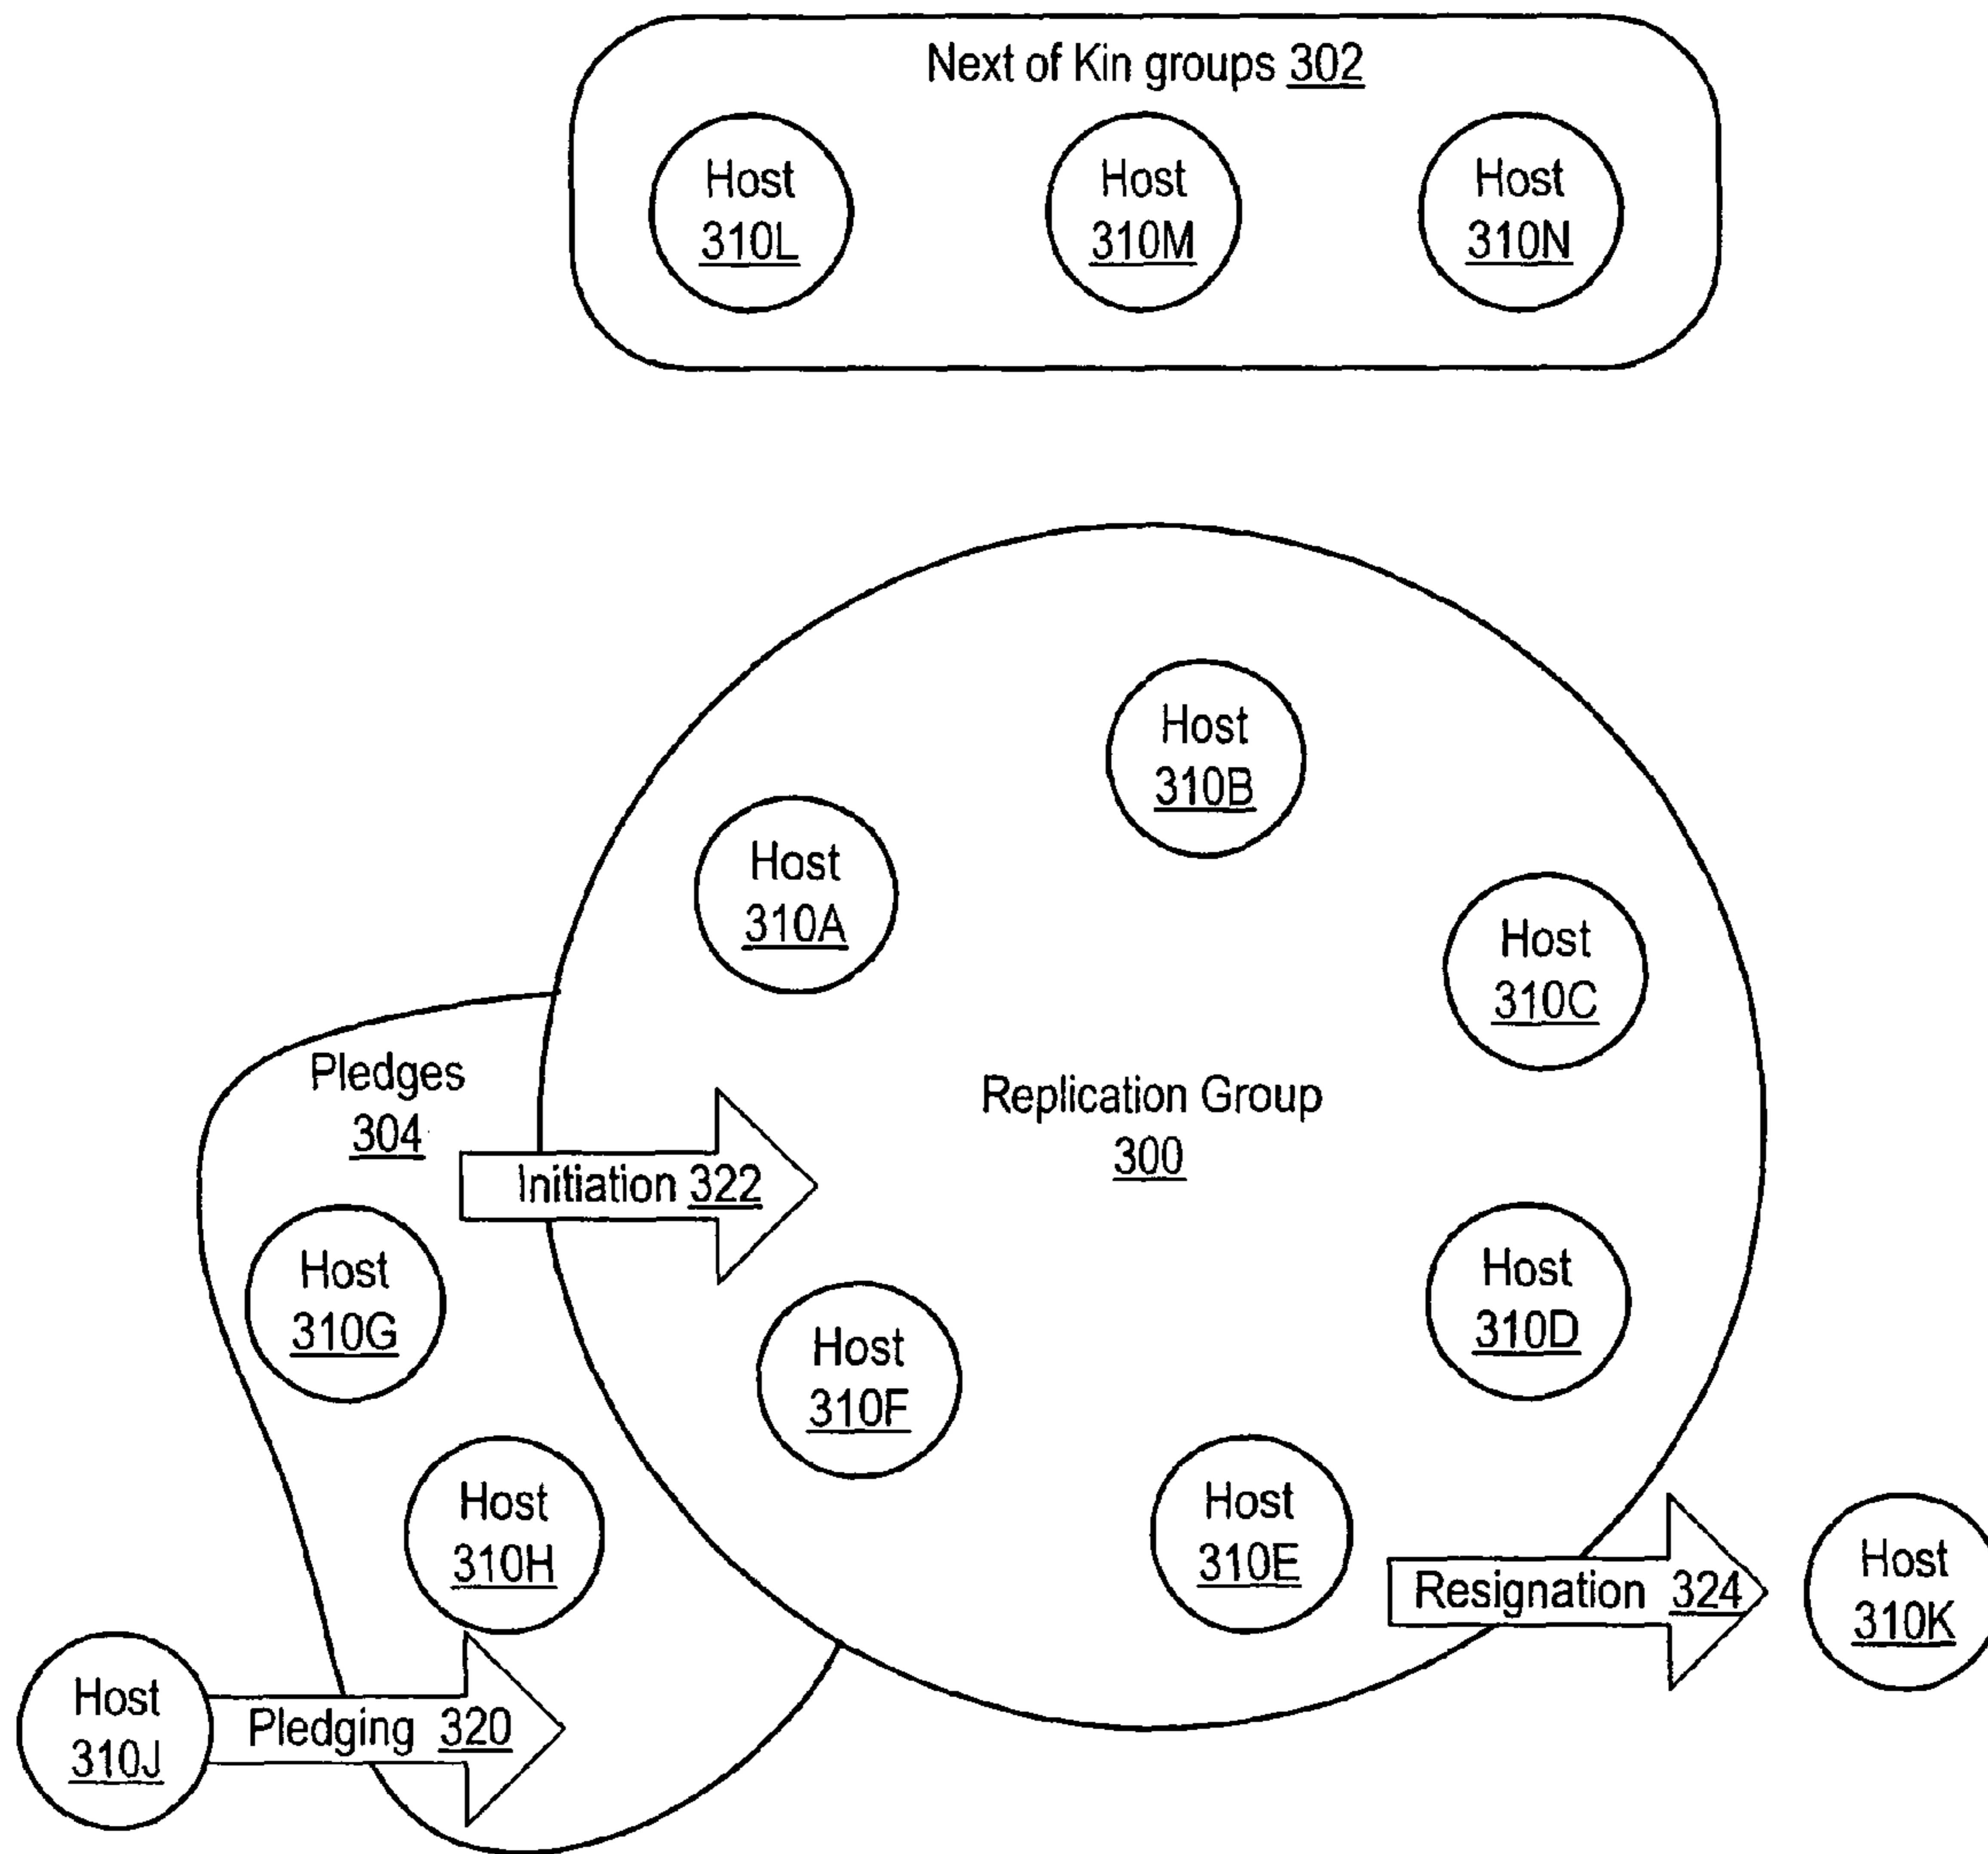 Next of Kin groups 302
Host
310L
Host
310M
Host
310N
Host
310B
Host
310A
Host
310C
Pledges
304
Replication Group
300
Initiation 322
Host
310G
Host
310D
Host
310F
Host
310H
Host
310E
Resignation 324
Host
310K
Host
310J
Pledging 320